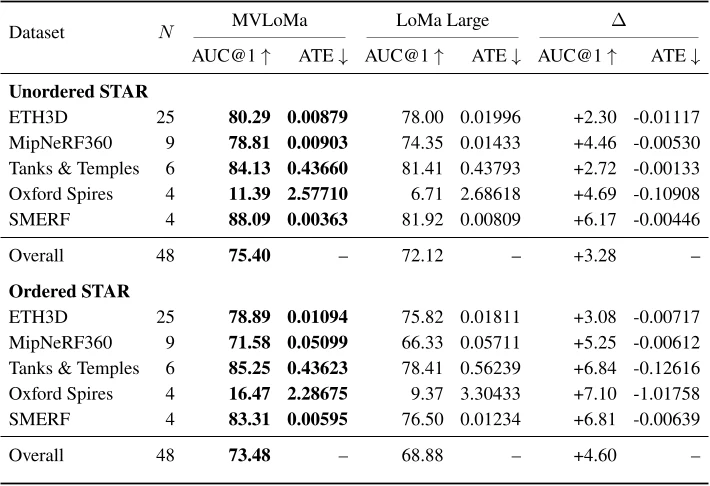 Dataset N MVLoMa LoMa Large Δ
AUC@1 ↑ ATE ↓ AUC@1 ↑ ATE ↓ AUC@1 ↑ ATE ↓
Unordered STAR
ETH3D 25 80.29 0.00879 78.00 0.01996 +2.30 -0.01117
MipNeRF360 9 78.81 0.00903 74.35 0.01433 +4.46 -0.00530
Tanks & Temples 6 84.13 0.43660 81.41 0.43793 +2.72 -0.00133
Oxford Spires 4 11.39 2.57710 6.71 2.68618 +4.69 -0.10908
SMERF 4 88.09 0.00363 81.92 0.00809 +6.17 -0.00446
Overall 48 75.40 – 72.12 – +3.28 –
Ordered STAR
ETH3D 25 78.89 0.01094 75.82 0.01811 +3.08 -0.00717
MipNeRF360 9 71.58 0.05099 66.33 0.05711 +5.25 -0.00612
Tanks & Temples 6 85.25 0.43623 78.41 0.56239 +6.84 -0.12616
Oxford Spires 4 16.47 2.28675 9.37 3.30433 +7.10 -1.01758
SMERF 4 83.31 0.00595 76.50 0.01234 +6.81 -0.00639
Overall 48 73.48 – 68.88 – +4.60 –